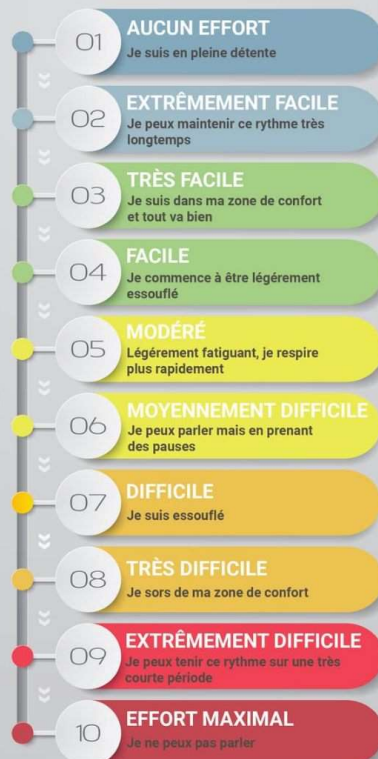 01
AUCUN EFFORT
Je suis en pleine détente
02
EXTRÊMEMENT FACILE
Je peux maintenir ce rythme très
longtemps
03
TRÈS FACILE
Je suis dans ma zone de confort
et tout va bien
04
FACILE
Je commence à être légérement
essouflé
05
MODÉRÉ
Légérement fatiguant, je respire
plus rapidement
06
MOYENNEMENT DIFFICILE
Je peux parler mais en prenant
des pauses
07
DIFFICILE
Je suis essouflé
08
TRÈS DIFFICILE
Je sors de ma zone de confort
09
EXTRÊMEMENT DIFFICILE
Je peux tenir ce rythme sur une très
courte période
10
EFFORT MAXIMAL
Je ne peux pas parler